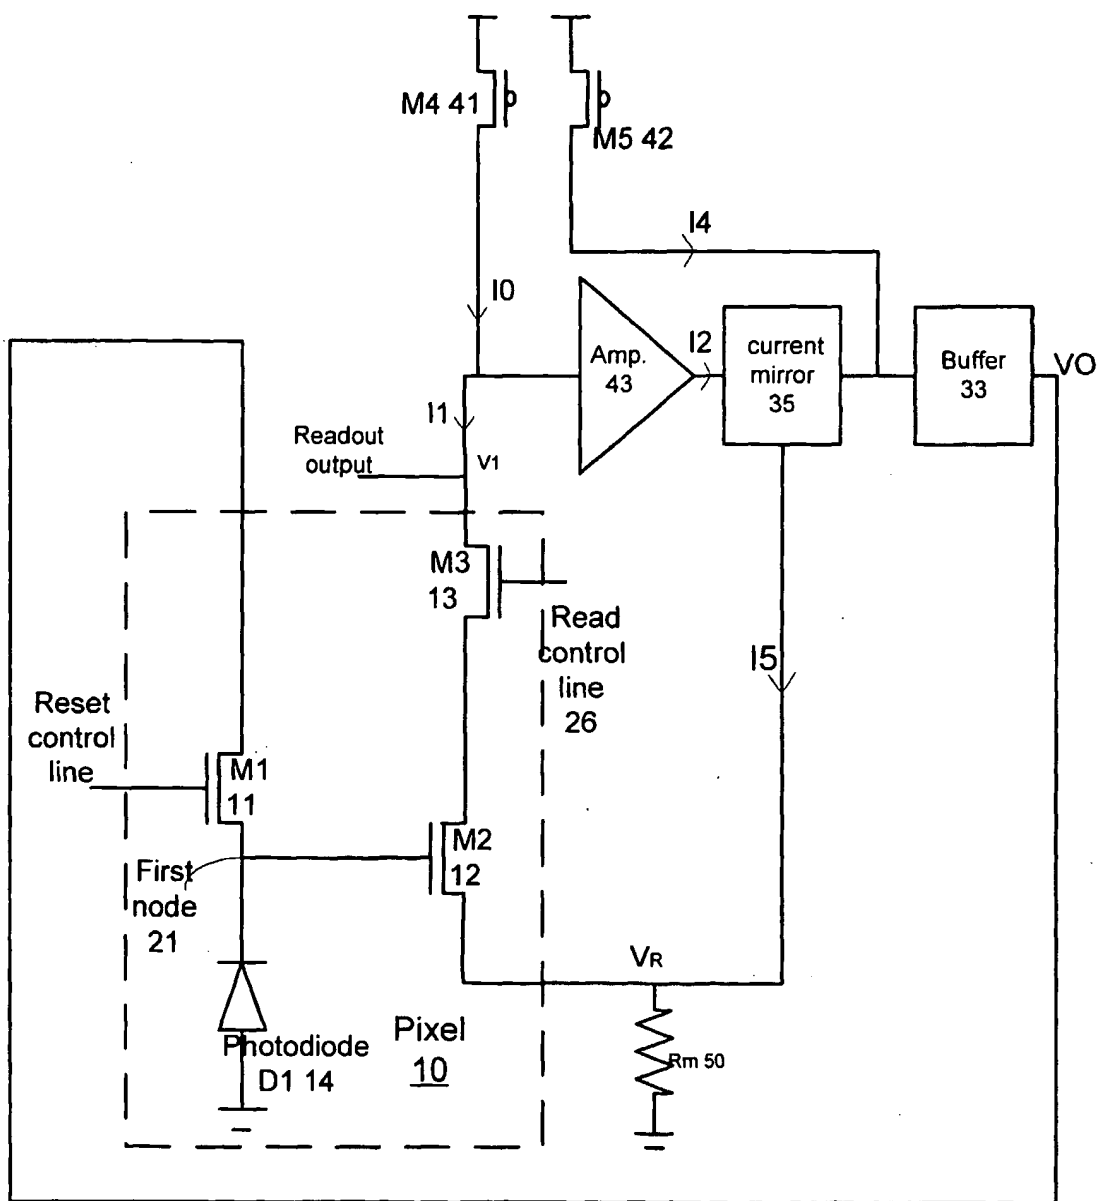 M4 41
M5 42
I4
I0
Amp.
43
I2
current
mirror
35
Buffer
33
VO
I1
Readout
output
V1
M3
13
Read
control
line
26
I5
Reset
control
line
M1
11
M2
12
First
node
21
VR
Pixel
10
Photodiode
D1 14
Rm 50